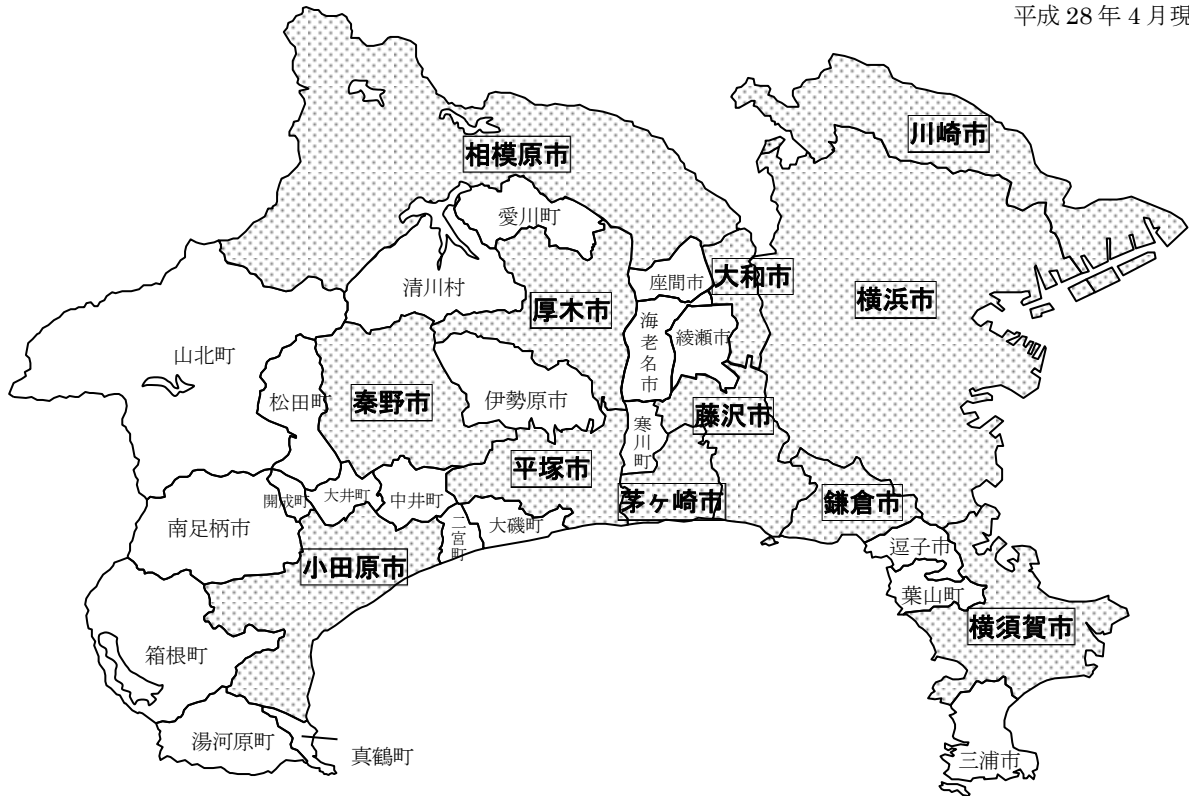 平成 28 年 4 月現
川崎市
相模原市
愛川町
座間市
大和市
清川村
横浜市
厚木市
海老名市
綾瀬市
山北町
松田町
秦野市
伊勢原市
藤沢市
寒川町
平塚市
開成町
大井町
中井町
茅ヶ崎市
鎌倉市
南足柄市
二宮町
大磯町
小田原市
逗子市
葉山町
横須賀市
箱根町
湯河原町
真鶴町
三浦市